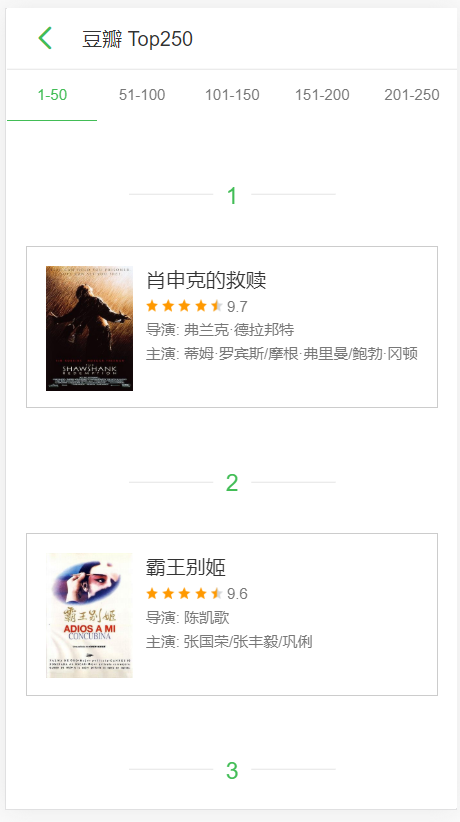 豆瓣 Top250
1-50 51-100 101-150 151-200 201-250
1
肖申克的救赎
9.7
导演: 弗兰克·德拉邦特
主演: 蒂姆·罗宾斯/摩根·弗里曼/鲍勃·冈顿
SHAWSHANK
REDEMPTION
2
霸王别姬
9.6
导演: 陈凯歌
主演: 张国荣/张丰毅/巩俐
霸王别姬
ADIOS A MI
CONCUBINA
3